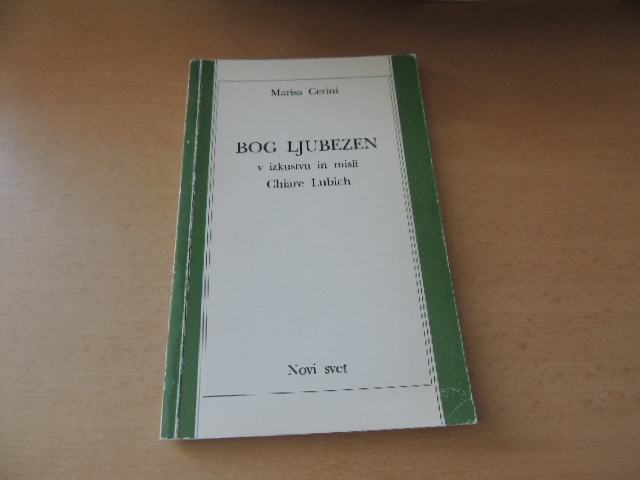 Marisa Cerini
BOG LJUBEZEN
v izkustvu in misli
Chiare Lubich
Novi svet